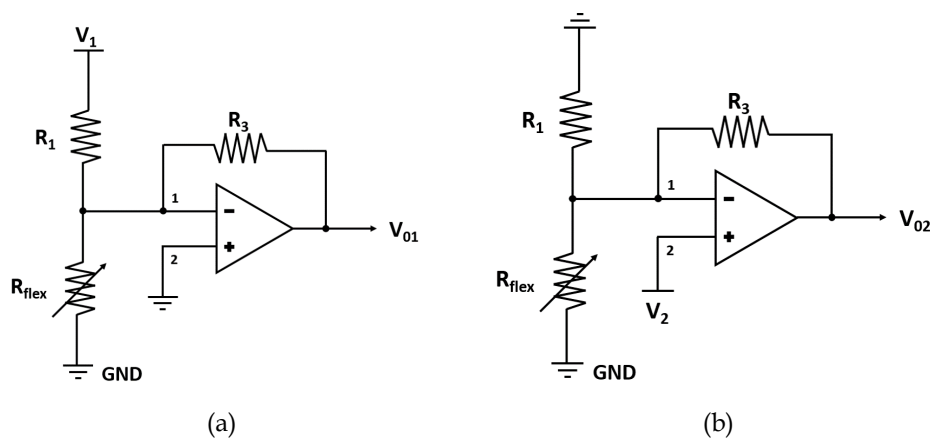 V1
R1
R3
1
2
V01
Rflex
GND
(a)
R1
R3
1
2
V02
Rflex
V2
GND
(b)